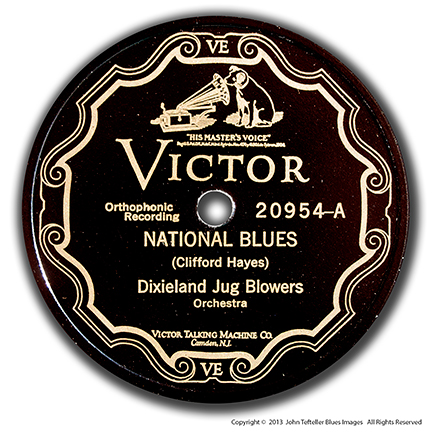 VE
"HIS MASTER'S VOICE"
VICTOR
Orthophonic
Recording
20954-A
NATIONAL BLUES
(Clifford Hayes)
Dixieland Jug Blowers
Orchestra
VICTOR TALKING MACHINE CO.
Camden, N.J.
VE
Copyright © 2013 John Tefteller Blues Images All Rights Reserved